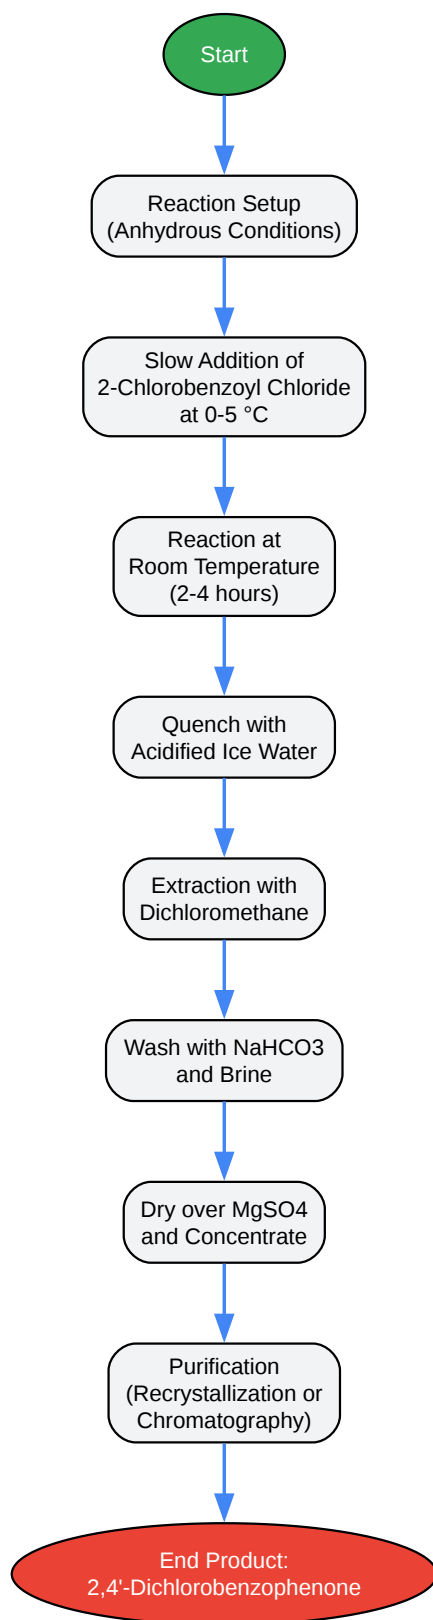 Start
Reaction Setup
(Anhydrous Conditions)
Slow Addition of
2-Chlorobenzoyl Chloride
at 0-5 °C
Reaction at
Room Temperature
(2-4 hours)
Quench with
Acidified Ice Water
Extraction with
Dichloromethane
Wash with NaHCO3
and Brine
Dry over MgSO4
and Concentrate
Purification
(Recrystallization or
Chromatography)
End Product:
2,4'-Dichlorobenzophenone